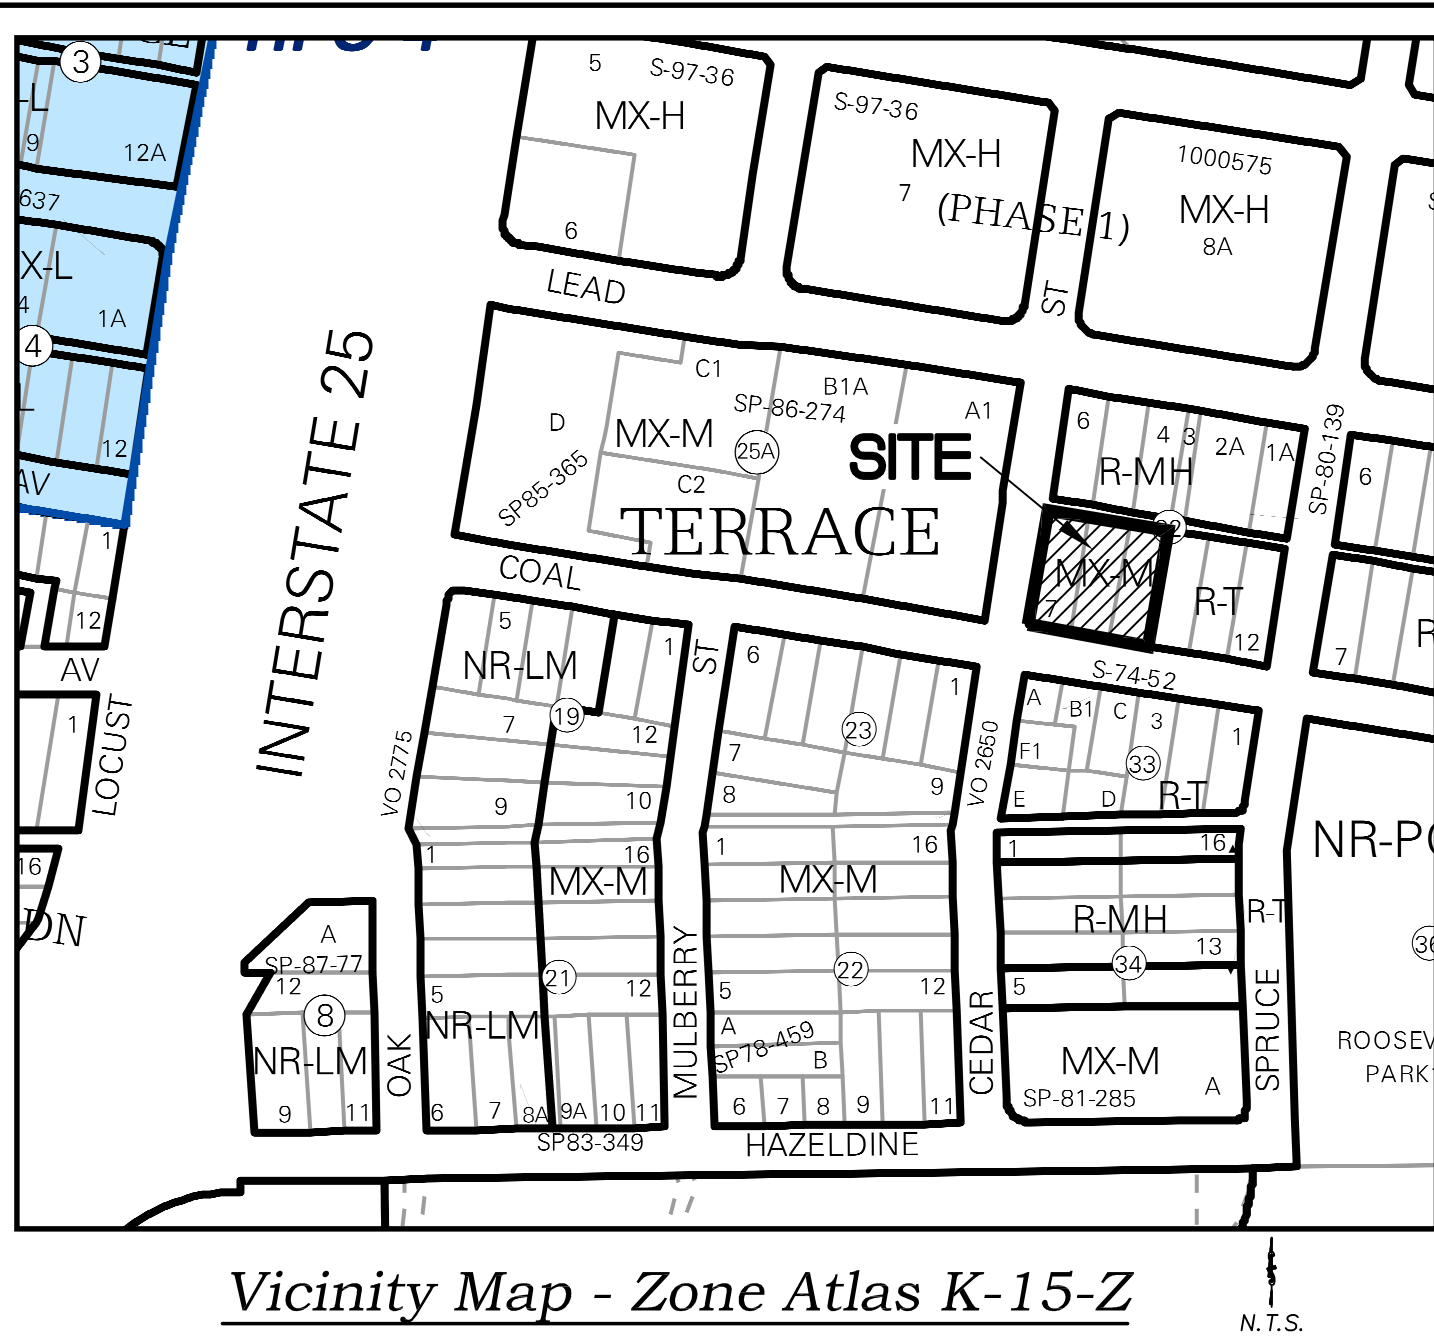 3
5
S-97-36
MX-H
6
S-97-36
MX-H
7
(PHASE 1)
1000575
MX-H
8A
-L
9
12A
637
X-L
4
1A
4
12
AV
LEAD
ST
INTERSTATE 25
C1
B1A
SP-86-274
A1
D
MX-M
25A
SP85-365
C2
SITE
TERRACE
6
4
3
2A
1A
R-MH
SP-80-139
6
MX-M
7
R-T
12
7
R
COAL
1
12
AV
1
LOCUST
16
5
NR-LM
1
ST
19
7
12
VO 2775
9
10
6
1
23
7
8
9
VO 2650
S-74-52
A
B1
C
3
1
F1
33
E
D
R-T
NR-PO
1
16
MX-M
1
16
MX-M
1
16
R-MH
R-T
13
34
5
36
DN
A
SP-87-77
12
8
NR-LM
9
11
OAK
5
21
12
NR-LM
6
7
8A
9A
10
11
SP83-349
MULBERRY
22
5
12
A
SP78-459
B
6
7
8
9
11
CEDAR
MX-M
SP-81-285
A
SPRUCE
ROOSEV
PARK
HAZELDINE
Vicinity Map - Zone Atlas K-15-Z
N.T.S.